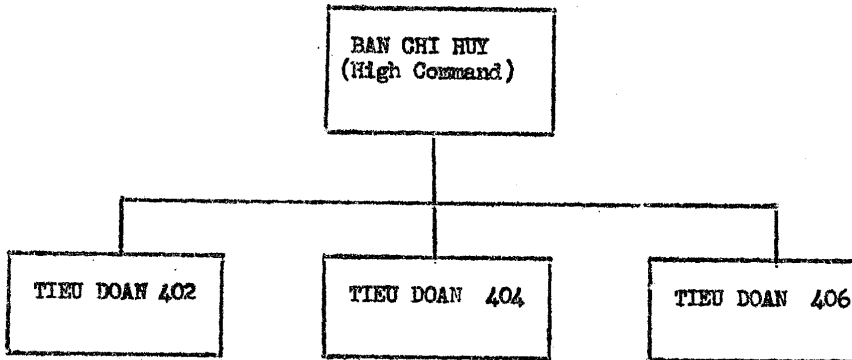 BAN CHI HUY
(High Command)
TIEU DOAN 402
TIEU DOAN 404
TIEU DOAN 406